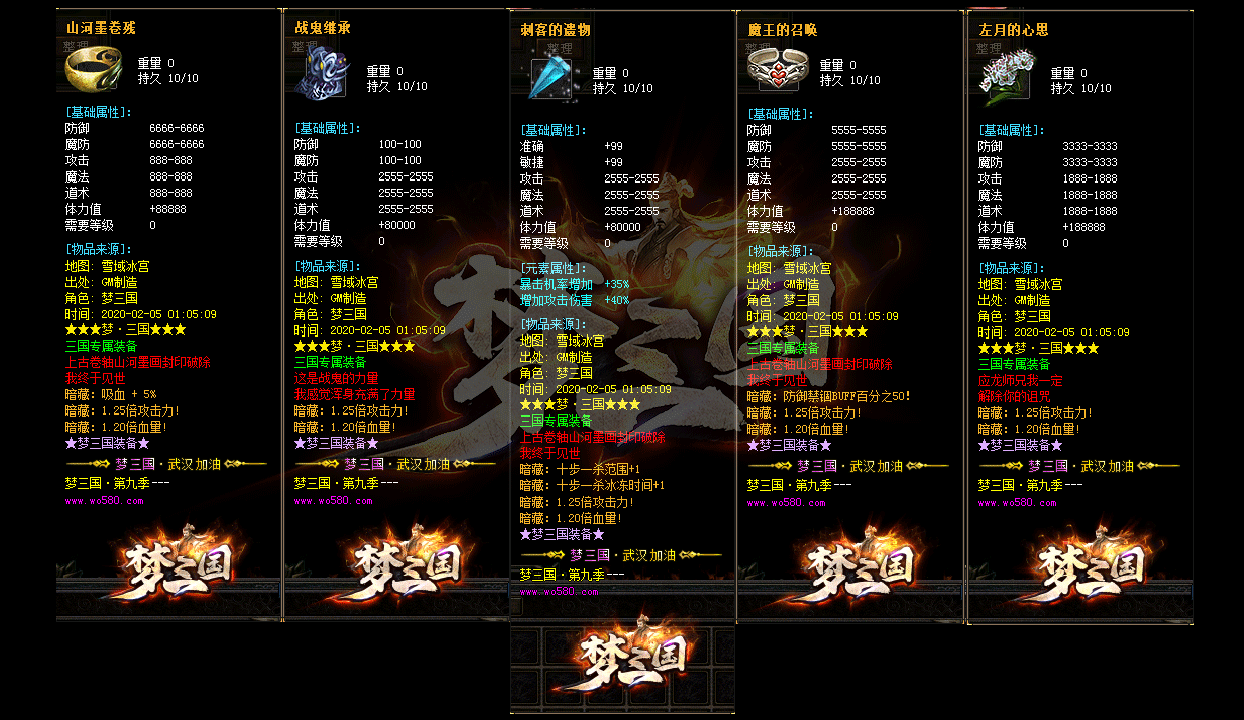 山河墨卷残
整理
重量 0
持久 10/10
[基础属性]:
防御 6666-6666
魔防 6666-6666
攻击 888-888
魔法 888-888
道术 888-888
体力值 +88888
需要等级 0
[物品来源]:
地图: 雪域冰宫
出处: GM制造
角色: 梦三国
时间: 2020-02-05 01:05:09
★★★梦·三国★★★
三国专属装备
上古卷轴山河墨画封印破除
我终于见世
暗藏: 吸血 + 5%
暗藏: 1.25倍攻击力!
暗藏: 1.20倍血量!
★梦三国装备★
梦三国·武汉加油
梦三国·第九季---
www.wo580.com
梦三国
战鬼继承
整理
重量 0
持久 10/10
[基础属性]:
防御 100-100
魔防 100-100
攻击 2555-2555
魔法 2555-2555
道术 2555-2555
体力值 +80000
需要等级 0
[物品来源]:
地图: 雪域冰宫
出处: GM制造
角色: 梦三国
时间: 2020-02-05 01:05:09
★★★梦·三国★★★
三国专属装备
这是战鬼的力量
我感觉浑身充满了力量
暗藏: 1.25倍攻击力!
暗藏: 1.20倍血量!
★梦三国装备★
梦三国·武汉加油
梦三国·第九季---
www.wo580.com
梦三国
刺客的遗物
整理
重量 0
持久 10/10
[基础属性]:
准确 +99
敏捷 +99
攻击 2555-2555
魔法 2555-2555
道术 2555-2555
体力值 +80000
需要等级 0
[元素属性]:
暴击机率增加 +35%
增加攻击伤害 +40%
[物品来源]:
地图: 雪域冰宫
出处: GM制造
角色: 梦三国
时间: 2020-02-05 01:05:09
★★★梦·三国★★★
三国专属装备
上古卷轴山河墨画封印破除
我终于见世
暗藏: 十步一杀范围+1
暗藏: 十步一杀冰冻时间+1
暗藏: 1.25倍攻击力!
暗藏: 1.20倍血量!
★梦三国装备★
梦三国·武汉加油
梦三国·第九季---
www.wo580.com
梦三国
魔王的召唤
整理
重量 0
持久 10/10
[基础属性]:
防御 5555-5555
魔防 5555-5555
攻击 2555-2555
魔法 2555-2555
道术 2555-2555
体力值 +188888
需要等级 0
[物品来源]:
地图: 雪域冰宫
出处: GM制造
角色: 梦三国
时间: 2020-02-05 01:05:09
★★★梦·三国★★★
三国专属装备
上古卷轴山河墨画封印破除
我终于见世
暗藏: 防御禁锢BUFF百分之50!
暗藏: 1.25倍攻击力!
暗藏: 1.20倍血量!
★梦三国装备★
梦三国·武汉加油
梦三国·第九季---
www.wo580.com
梦三国
左月的心思
整理
重量 0
持久 10/10
[基础属性]:
防御 3333-3333
魔防 3333-3333
攻击 1888-1888
魔法 1888-1888
道术 1888-1888
体力值 +188888
需要等级 0
[物品来源]:
地图: 雪域冰宫
出处: GM制造
角色: 梦三国
时间: 2020-02-05 01:05:09
★★★梦·三国★★★
三国专属装备
应龙师兄我一定
解除你的诅咒
暗藏: 1.25倍攻击力!
暗藏: 1.20倍血量!
★梦三国装备★
梦三国·武汉加油
梦三国·第九季---
www.wo580.com
梦三国
梦三国